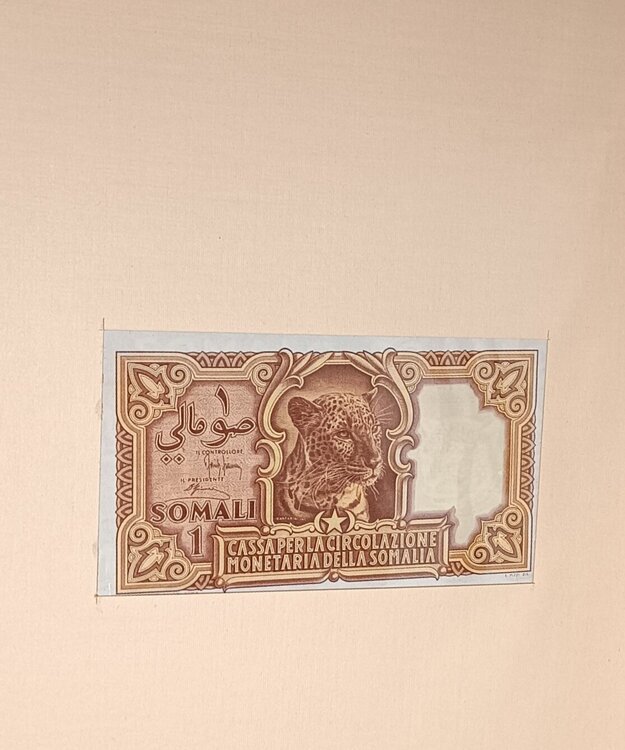 ١
صومالي
IL CONTROLLORE
IL PRESIDENTE
SOMALI
1
CASSA PER LA CIRCOLAZIONE
MONETARIA DELLA SOMALIA